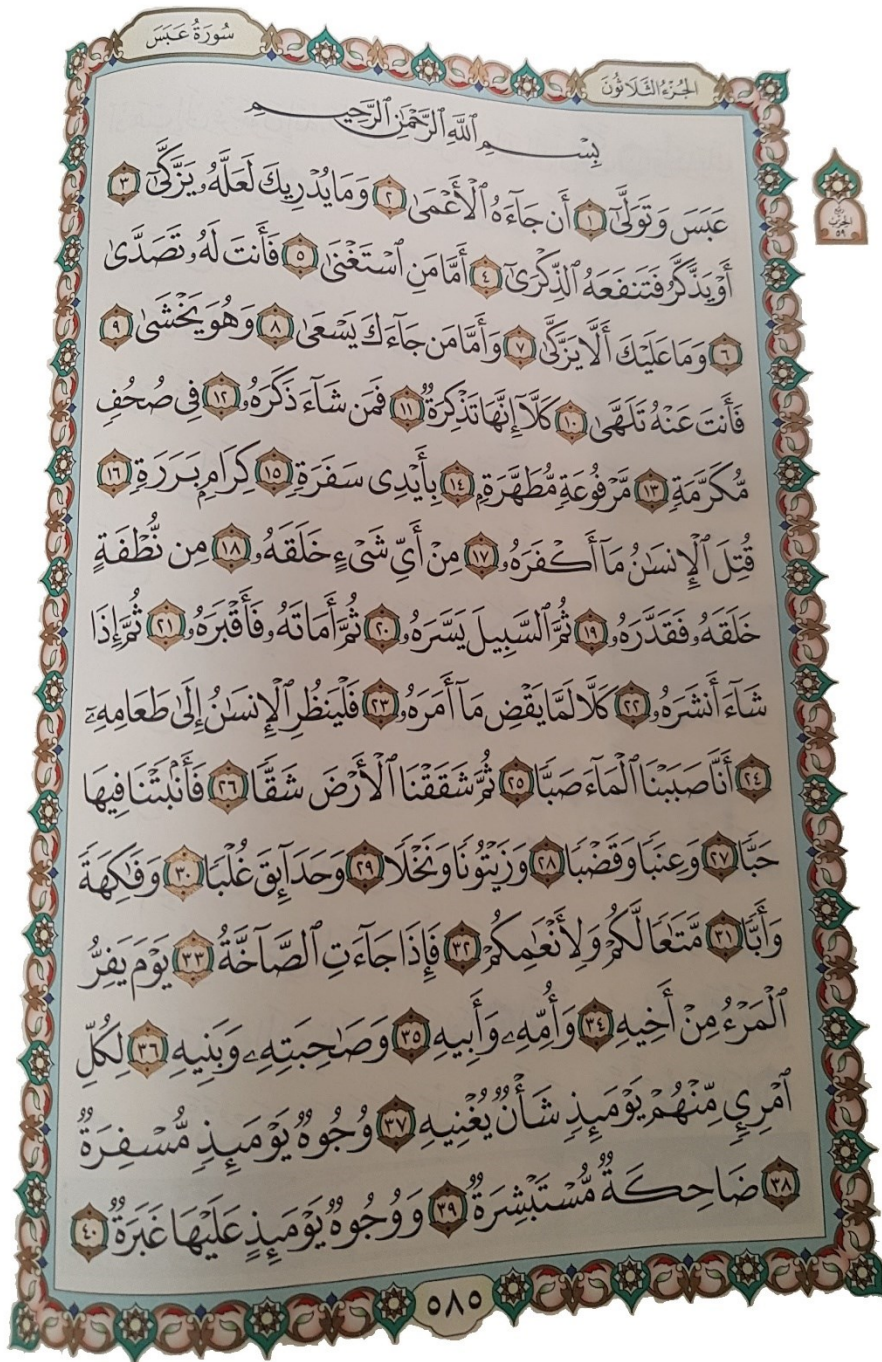 سُورَةُ عَبَسَ
الجُزْءُ الثَّلَاثُونَ
بِسْمِ ٱللَّهِ ٱلرَّحْمَٰنِ ٱلرَّحِيمِ
عَبَسَ وَتَوَلَّىٰٓ ١ أَن جَآءَهُ ٱلْأَعْمَىٰ ٢ وَمَا يُدْرِيكَ لَعَلَّهُۥ يَزَّكَّىٰٓ ٣
أَوْ يَذَّكَّرُ فَتَنفَعَهُ ٱلذِّكْرَىٰٓ ٤ أَمَّا مَنِ ٱسْتَغْنَىٰ ٥ فَأَنتَ لَهُۥ تَصَدَّىٰ
٦ وَمَا عَلَيْكَ أَلَّا يَزَّكَّىٰ ٧ وَأَمَّا مَن جَآءَكَ يَسْعَىٰ ٨ وَهُوَ يَخْشَىٰ ٩
فَأَنتَ عَنْهُ تَلَهَّىٰ ١٠ كَلَّآ إِنَّهَا تَذْكِرَةٌ ١١ فَمَن شَآءَ ذَكَرَهُۥ ١٢ فِى صُحُفٍ
مُّكَرَّمَةٍ ١٣ مَّرْفُوعَةٍ مُّطَهَّرَةٍۭ ١٤ بِأَيْدِى سَفَرَةٍ ١٥ كِرَامٍۭ بَرَرَةٍ ١٦
قُتِلَ ٱلْإِنسَٰنُ مَآ أَكْفَرَهُۥ ١٧ مِنْ أَىِّ شَىْءٍ خَلَقَهُۥ ١٨ مِن نُّطْفَةٍ
خَلَقَهُۥ فَقَدَّرَهُۥ ١٩ ثُمَّ ٱلسَّبِيلَ يَسَّرَهُۥ ٢٠ ثُمَّ أَمَاتَهُۥ فَأَقْبَرَهُۥ ٢١ ثُمَّ إِذَا
شَآءَ أَنشَرَهُۥ ٢٢ كَلَّا لَمَّا يَقْضِ مَآ أَمَرَهُۥ ٢٣ فَلْيَنظُرِ ٱلْإِنسَٰنُ إِلَىٰ طَعَامِهِۦٓ
٢٤ أَنَّا صَبَبْنَا ٱلْمَآءَ صَبًّا ٢٥ ثُمَّ شَقَقْنَا ٱلْأَرْضَ شَقًّا ٢٦ فَأَنۢبَتْنَا فِيهَا
حَبًّا ٢٧ وَعِنَبًا وَقَضْبًا ٢٨ وَزَيْتُونًا وَنَخْلًا ٢٩ وَحَدَآئِقَ غُلْبًا ٣٠ وَفَٰكِهَةً
وَأَبًّا ٣١ مَّتَٰعًا لَّكُمْ وَلِأَنْعَٰمِكُمْ ٣٢ فَإِذَا جَآءَتِ ٱلصَّآخَّةُ ٣٣ يَوْمَ يَفِرُّ
ٱلْمَرْءُ مِنْ أَخِيهِ ٣٤ وَأُمِّهِۦ وَأَبِيهِ ٣٥ وَصَٰحِبَتِهِۦ وَبَنِيهِ ٣٦ لِكُلِّ
ٱمْرِئٍ مِّنْهُمْ يَوْمَئِذٍ شَأْنٌ يُغْنِيهِ ٣٧ وُجُوهٌ يَوْمَئِذٍ مُّسْفِرَةٌ
٣٨ ضَاحِكَةٌ مُّسْتَبْشِرَةٌ ٣٩ وَوُجُوهٌ يَوْمَئِذٍ عَلَيْهَا غَبَرَةٌ ٤٠
٥٨٥
الحزب
٥٩